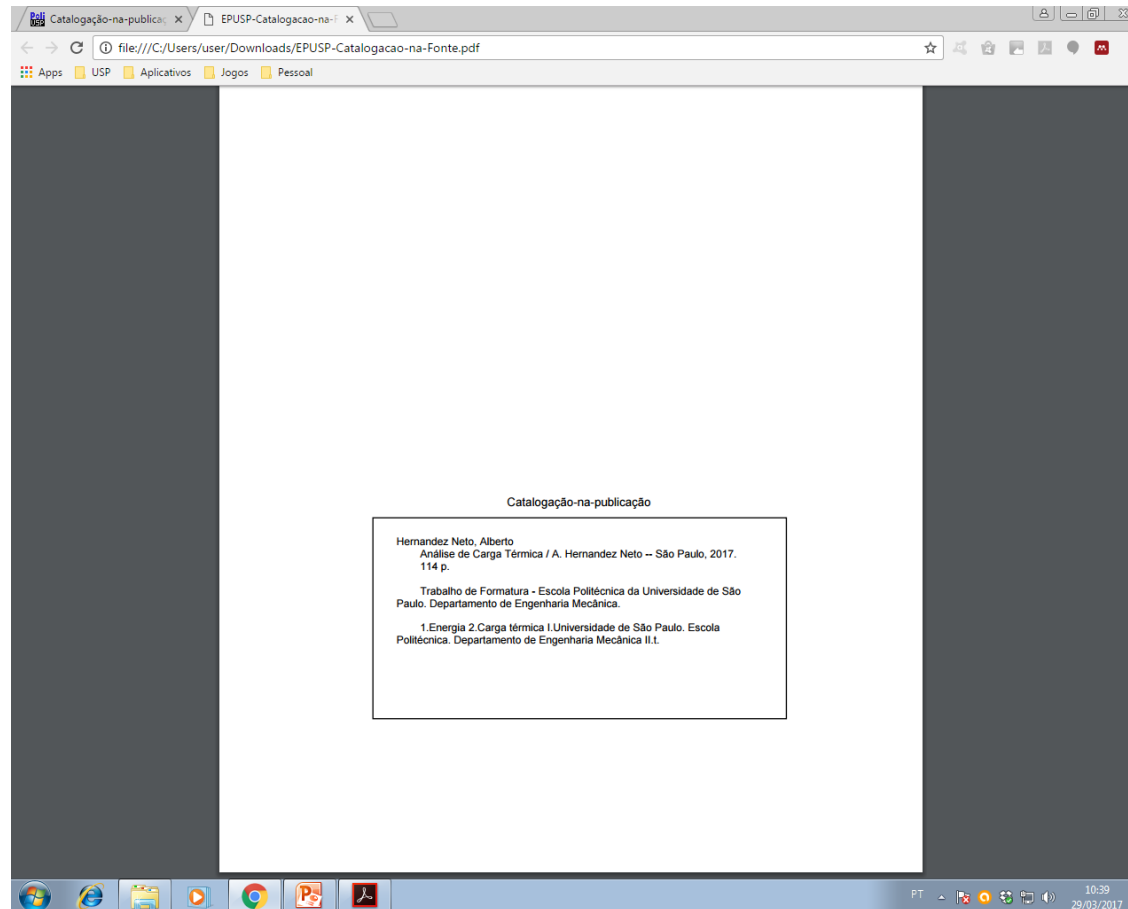 Poli USP Catalogação-na-publicaç
EPUSP-Catalogacao-na-F
file:///C:/Users/user/Downloads/EPUSP-Catalogacao-na-Fonte.pdf
Apps USP Aplicativos Jogos Pessoal
Catalogação-na-publicação
Hernandez Neto, Alberto
Análise de Carga Térmica / A. Hernandez Neto -- São Paulo, 2017.
114 p.
Trabalho de Formatura - Escola Politécnica da Universidade de São
Paulo. Departamento de Engenharia Mecânica.
1.Energia 2.Carga térmica I.Universidade de São Paulo. Escola
Politécnica. Departamento de Engenharia Mecânica II.t.
PT
10:39
29/03/2017